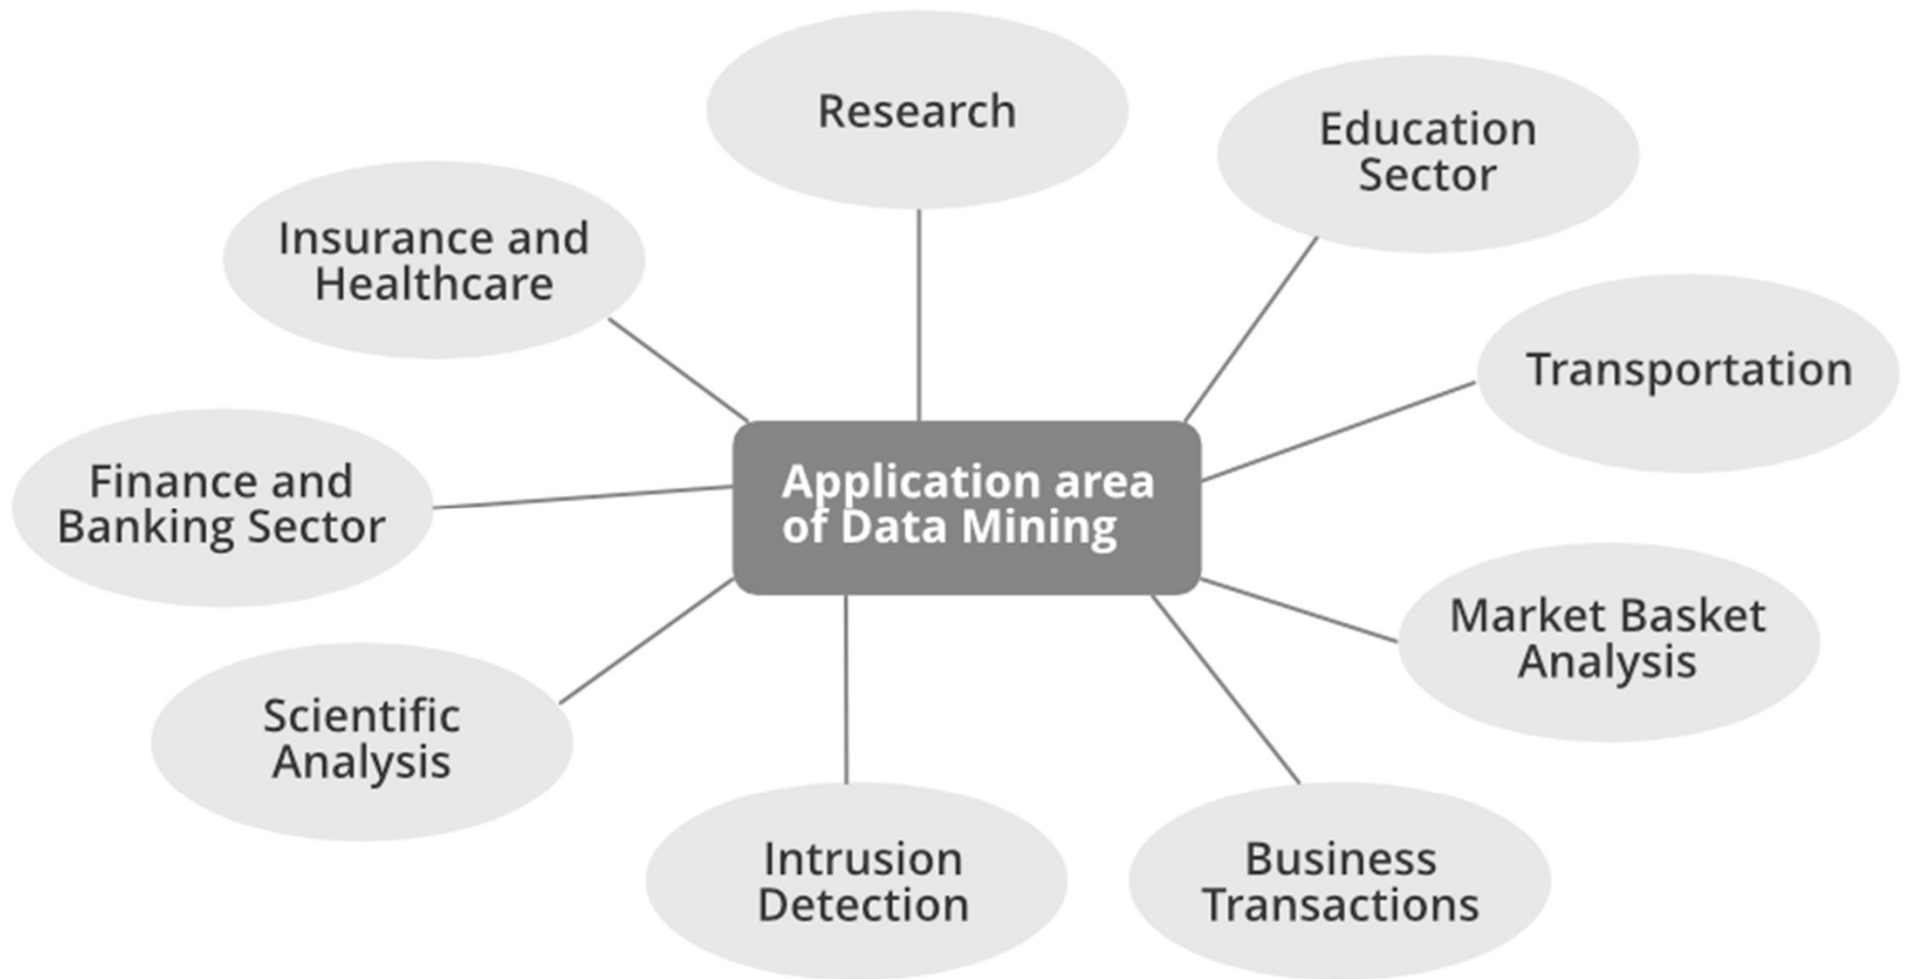 Research
Education
Sector
Insurance and
Healthcare
Transportation
Finance and
Banking Sector
Application area
of Data Mining
Market Basket
Analysis
Scientific
Analysis
Intrusion
Detection
Business
Transactions